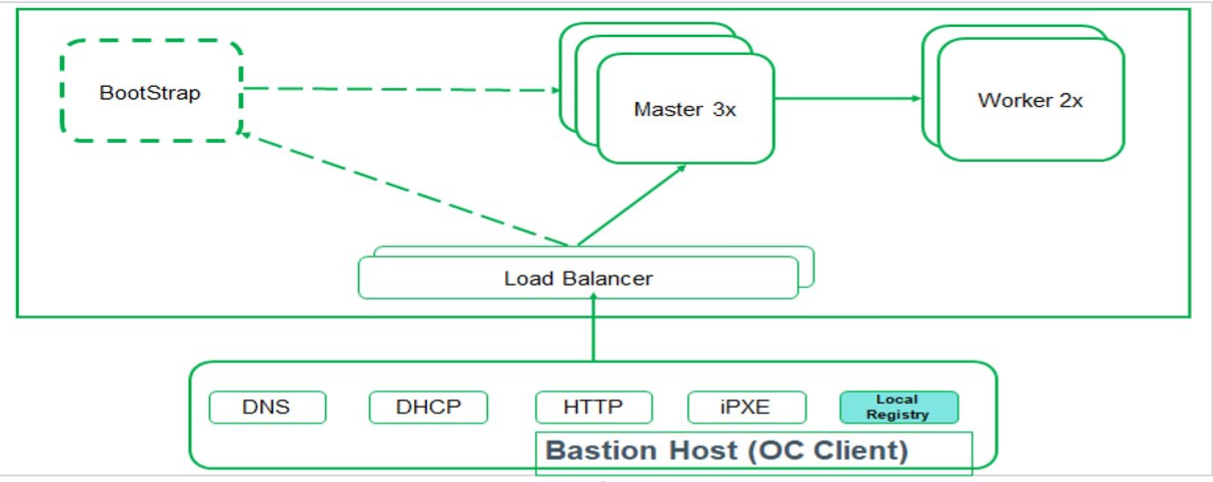 BootStrap
Master 3x
Worker 2x
Load Balancer
DNS
DHCP
HTTP
iPXE
Local
Registry
Bastion Host (OC Client)